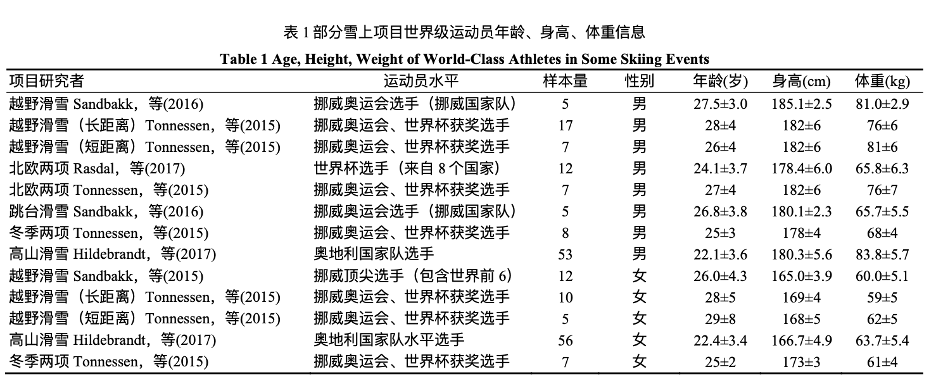 表 1 部分雪上项目世界级运动员年龄、身高、体重信息
Table 1 Age, Height, Weight of World-Class Athletes in Some Skiing Events
项目研究者 运动员水平 样本量 性别 年龄(岁) 身高(cm) 体重(kg)
越野滑雪 Sandbakk，等(2016) 挪威奥运会选手（挪威国家队） 5 男 27.5±3.0 185.1±2.5 81.0±2.9
越野滑雪（长距离）Tonnessen，等(2015) 挪威奥运会、世界杯获奖选手 17 男 28±4 182±6 76±6
越野滑雪（短距离）Tonnessen，等(2015) 挪威奥运会、世界杯获奖选手 7 男 26±4 182±6 81±6
北欧两项 Rasdal，等(2017) 世界杯选手（来自 8 个国家） 12 男 24.1±3.7 178.4±6.0 65.8±6.3
北欧两项 Tonnessen，等(2015) 挪威奥运会、世界杯获奖选手 7 男 27±4 182±6 76±7
跳台滑雪 Sandbakk，等(2016) 挪威奥运会选手（挪威国家队） 5 男 26.8±3.8 180.1±2.3 65.7±5.5
冬季两项 Tonnessen，等(2015) 挪威奥运会、世界杯获奖选手 8 男 25±3 178±4 68±4
高山滑雪 Hildebrandt，等(2017) 奥地利国家队选手 53 男 22.1±3.6 180.3±5.6 83.8±5.7
越野滑雪 Sandbakk，等(2015) 挪威顶尖选手（包含世界前 6） 12 女 26.0±4.3 165.0±3.9 60.0±5.1
越野滑雪（长距离）Tonnessen，等(2015) 挪威奥运会、世界杯获奖选手 10 女 28±5 169±4 59±5
越野滑雪（短距离）Tonnessen，等(2015) 挪威奥运会、世界杯获奖选手 5 女 29±8 168±5 62±5
高山滑雪 Hildebrandt，等(2017) 奥地利国家队水平选手 56 女 22.4±3.4 166.7±4.9 63.7±5.4
冬季两项 Tonnessen，等(2015) 挪威奥运会、世界杯获奖选手 7 女 25±2 173±3 61±4